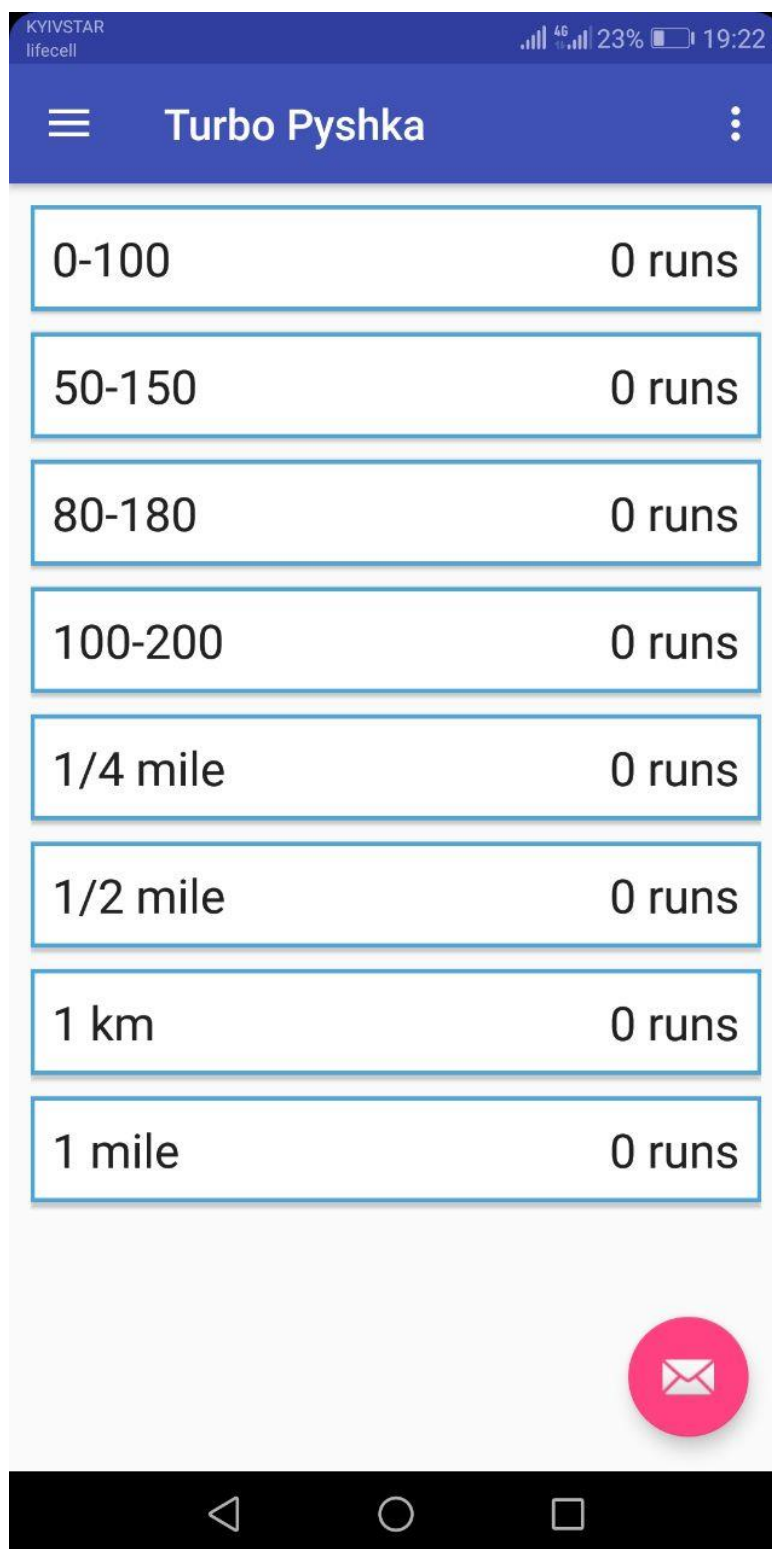 KYIVSTAR
lifecell
4G 23% 19:22
Turbo Pyshka
0-100 0 runs
50-150 0 runs
80-180 0 runs
100-200 0 runs
1/4 mile 0 runs
1/2 mile 0 runs
1 km 0 runs
1 mile 0 runs